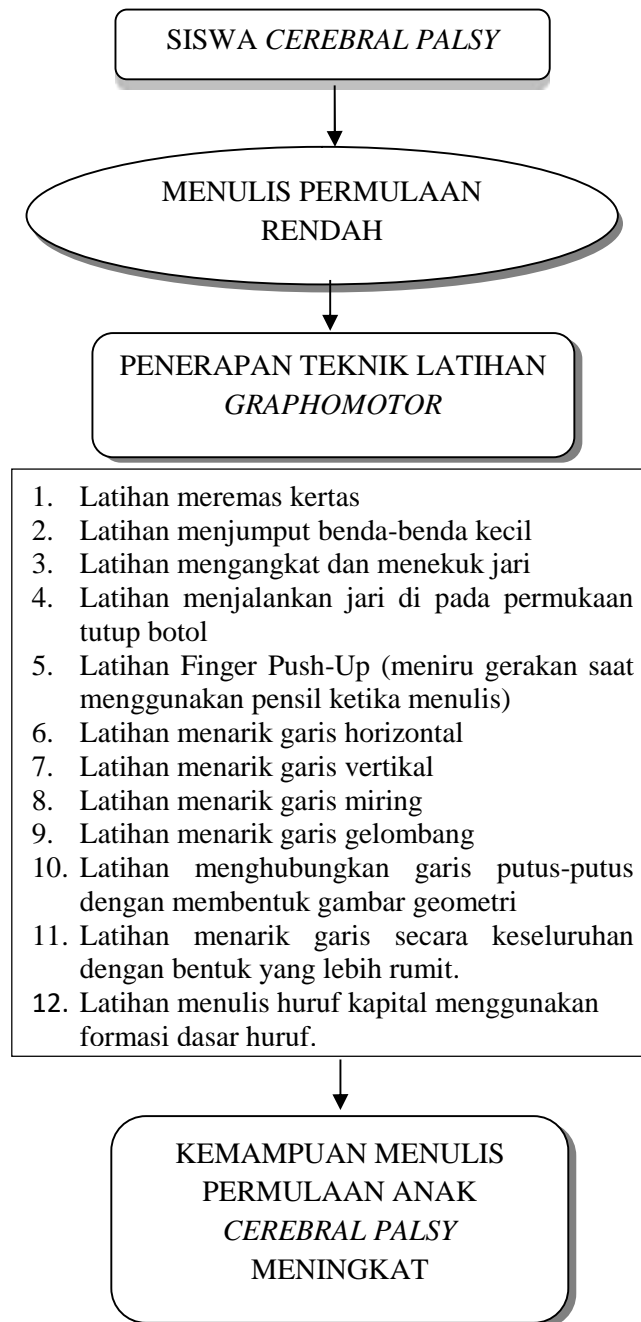 SISWA CEREBRAL PALSY
MENULIS PERMULAAN
RENDAH
PENERAPAN TEKNIK LATIHAN
GRAPHOMOTOR
1. Latihan meremas kertas
2. Latihan menjumput benda-benda kecil
3. Latihan mengangkat dan menekuk jari
4. Latihan menjalankan jari di pada permukaan
tutup botol
5. Latihan Finger Push-Up (meniru gerakan saat
menggunakan pensil ketika menulis)
6. Latihan menarik garis horizontal
7. Latihan menarik garis vertikal
8. Latihan menarik garis miring
9. Latihan menarik garis gelombang
10. Latihan menghubungkan garis putus-putus
dengan membentuk gambar geometri
11. Latihan menarik garis secara keseluruhan
dengan bentuk yang lebih rumit.
12. Latihan menulis huruf kapital menggunakan
formasi dasar huruf.
KEMAMPUAN MENULIS
PERMULAAN ANAK
CEREBRAL PALSY
MENINGKAT